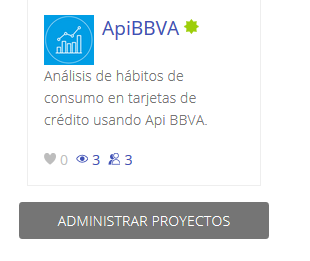 ApiBBVA
Análisis de hábitos de
consumo en tarjetas de
crédito usando Api BBVA.
0 3 3
ADMINISTRAR PROYECTOS